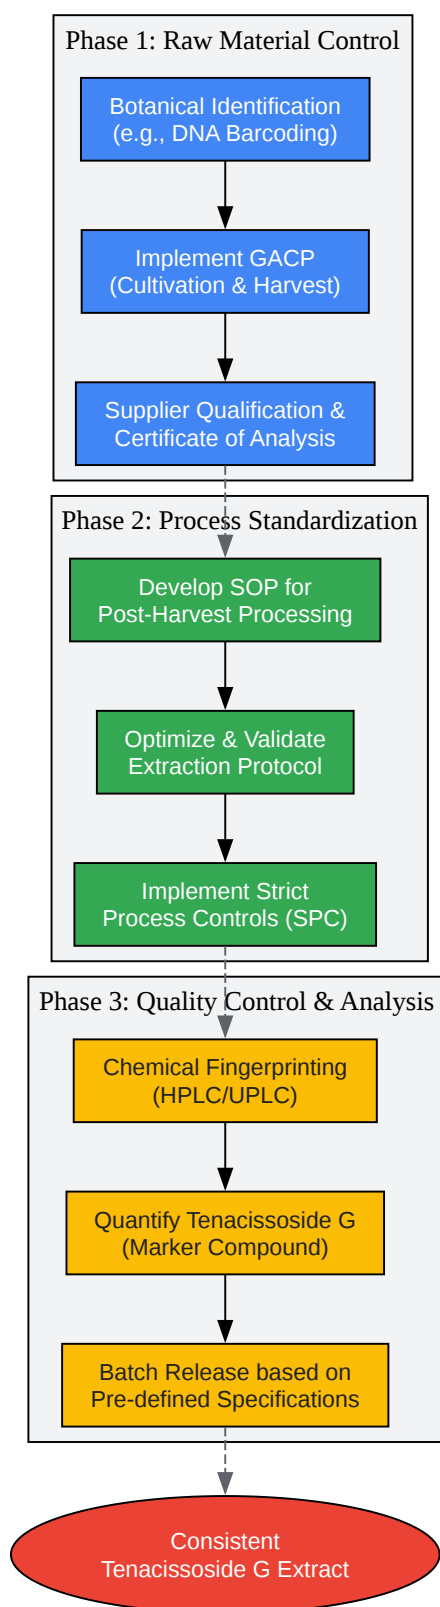 Phase 1: Raw Material Control
Botanical Identification
(e.g., DNA Barcoding)
Implement GACP
(Cultivation & Harvest)
Supplier Qualification &
Certificate of Analysis
Phase 2: Process Standardization
Develop SOP for
Post-Harvest Processing
Optimize & Validate
Extraction Protocol
Implement Strict
Process Controls (SPC)
Phase 3: Quality Control & Analysis
Chemical Fingerprinting
(HPLC/UPLC)
Quantify Tenacissoside G
(Marker Compound)
Batch Release based on
Pre-defined Specifications
Consistent
Tenacissoside G Extract